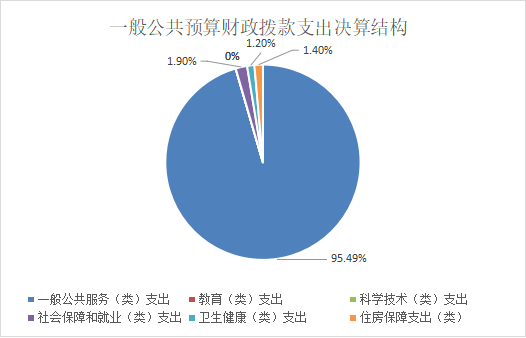 一般公共预算财政拨款支出决算结构
1.90%
0%
1.20%
1.40%
95.49%
一般公共服务（类）支出
教育（类）支出
科学技术（类）支出
社会保障和就业（类）支出
卫生健康（类）支出
住房保障支出（类）